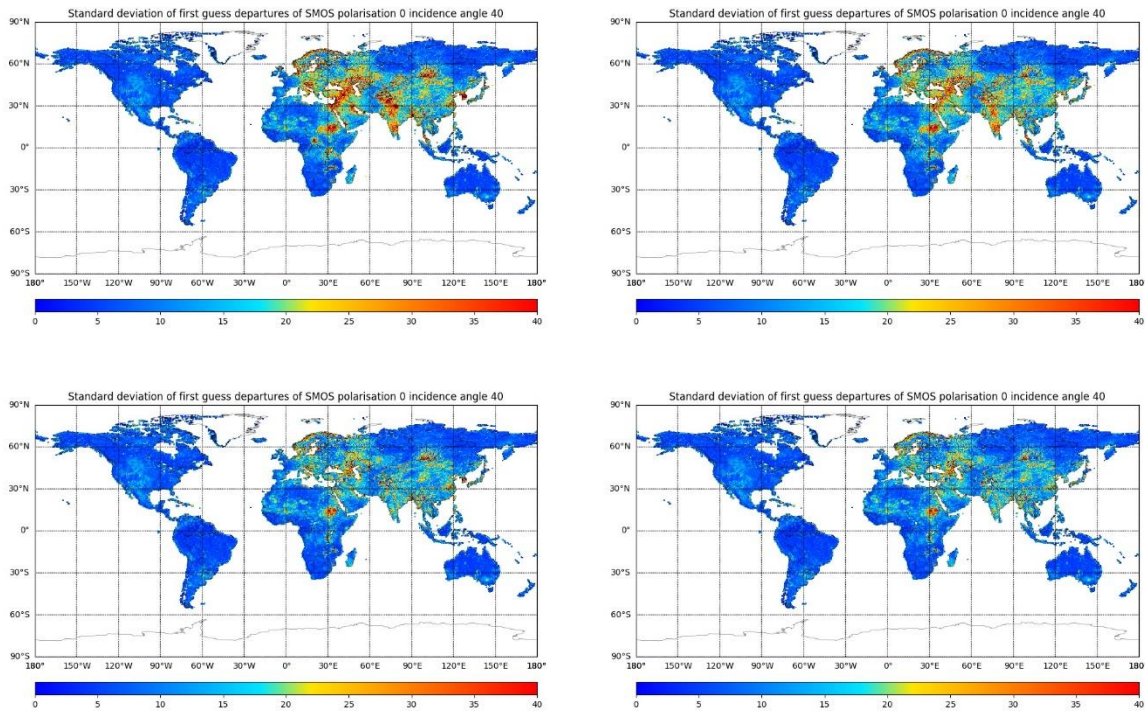 Standard deviation of first guess departures of SMOS polarisation 0 incidence angle 40
90°N
60°N
30°N
0°
30°S
60°S
90°S
180° 150°W 120°W 90°W 60°W 30°W 0° 30°E 60°E 90°E 120°E 150°E 180°
0 5 10 15 20 25 30 35 40
Standard deviation of first guess departures of SMOS polarisation 0 incidence angle 40
90°N
60°N
30°N
0°
30°S
60°S
90°S
180° 150°W 120°W 90°W 60°W 30°W 0° 30°E 60°E 90°E 120°E 150°E 180°
0 5 10 15 20 25 30 35 40
Standard deviation of first guess departures of SMOS polarisation 0 incidence angle 40
90°N
60°N
30°N
0°
30°S
60°S
90°S
180° 150°W 120°W 90°W 60°W 30°W 0° 30°E 60°E 90°E 120°E 150°E 180°
0 5 10 15 20 25 30 35 40
Standard deviation of first guess departures of SMOS polarisation 0 incidence angle 40
90°N
60°N
30°N
0°
30°S
60°S
90°S
180° 150°W 120°W 90°W 60°W 30°W 0° 30°E 60°E 90°E 120°E 150°E 180°
0 5 10 15 20 25 30 35 40